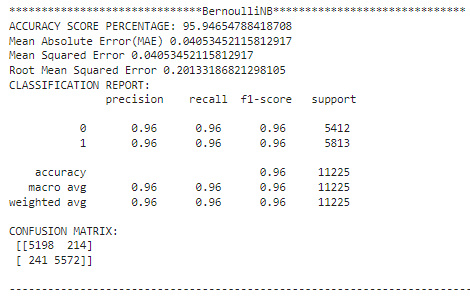 *****************************BernoulliNB*****************************
ACCURACY SCORE PERCENTAGE: 95.94654788418708
Mean Absolute Error(MAE) 0.04053452115812917
Mean Squared Error 0.04053452115812917
Root Mean Squared Error 0.20133186821298105
CLASSIFICATION REPORT:
precision recall f1-score support
0 0.96 0.96 0.96 5412
1 0.96 0.96 0.96 5813
accuracy 0.96 11225
macro avg 0.96 0.96 0.96 11225
weighted avg 0.96 0.96 0.96 11225
CONFUSION MATRIX:
[[5198 214]
[ 241 5572]]
----------------------------------------------------------------------